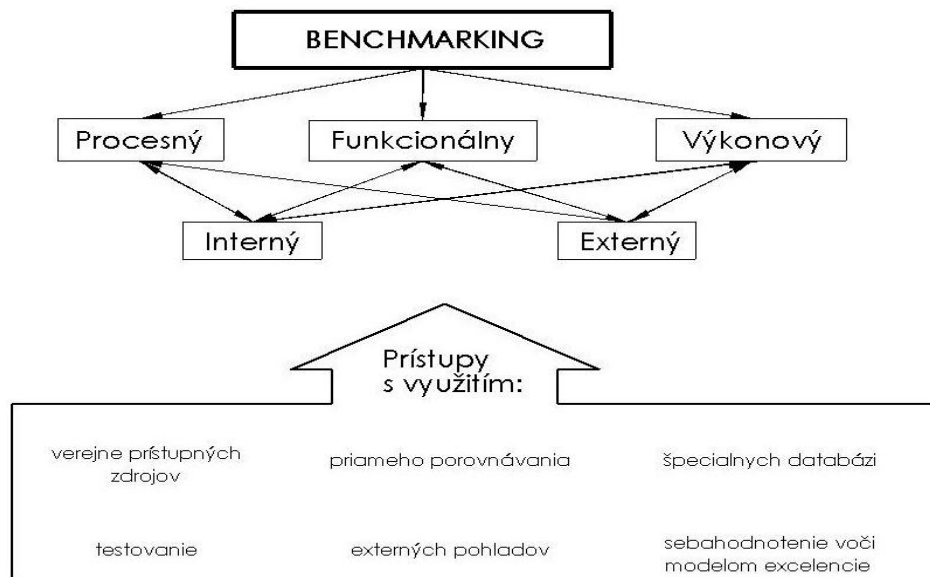 BENCHMARKING
Procesný
Funkcionálny
Výkonový
Interný
Externý
Prístupy
s využitím:
verejne prístupných
zdrojov
priameho porovnávania
špecialnych databázi
testovanie
externých pohladov
sebahodnotenie voči
modelom excelencie